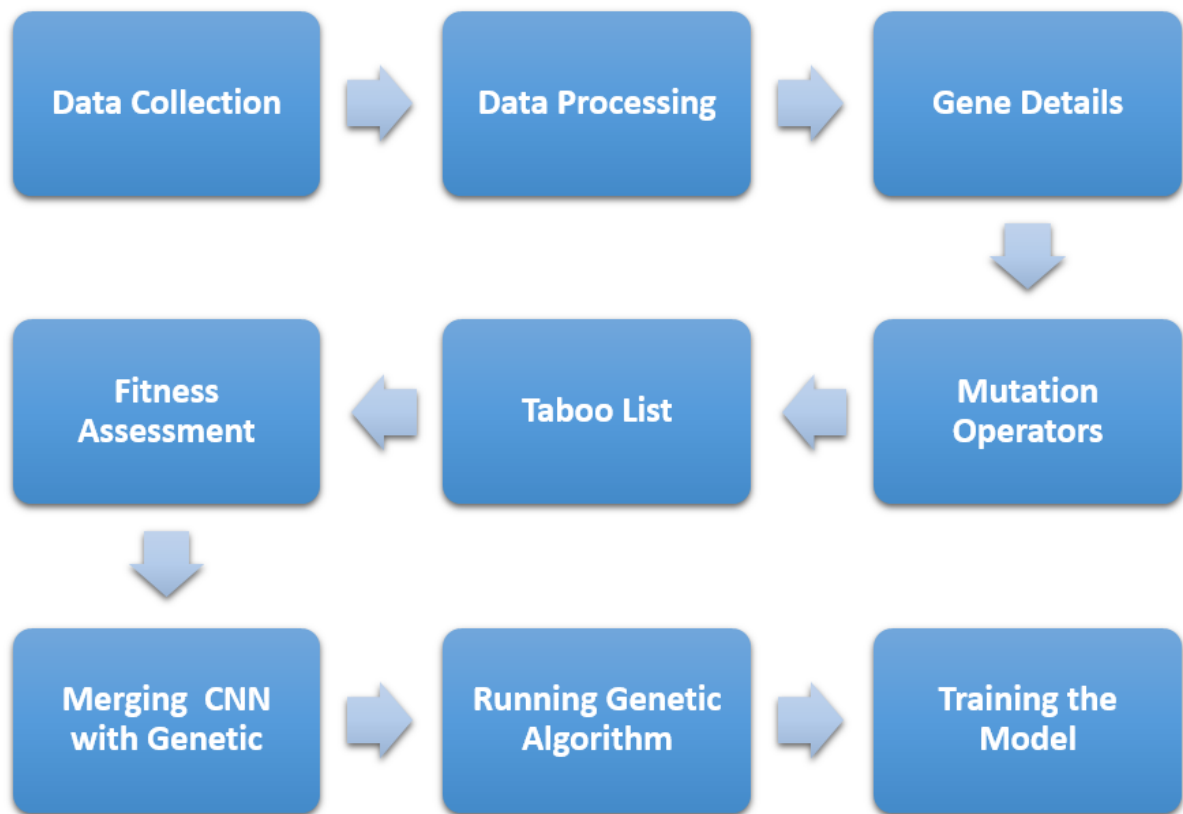 Data Collection
Data Processing
Gene Details
Mutation
Operators
Taboo List
Fitness
Assessment
Merging CNN
with Genetic
Running Genetic
Algorithm
Training the
Model